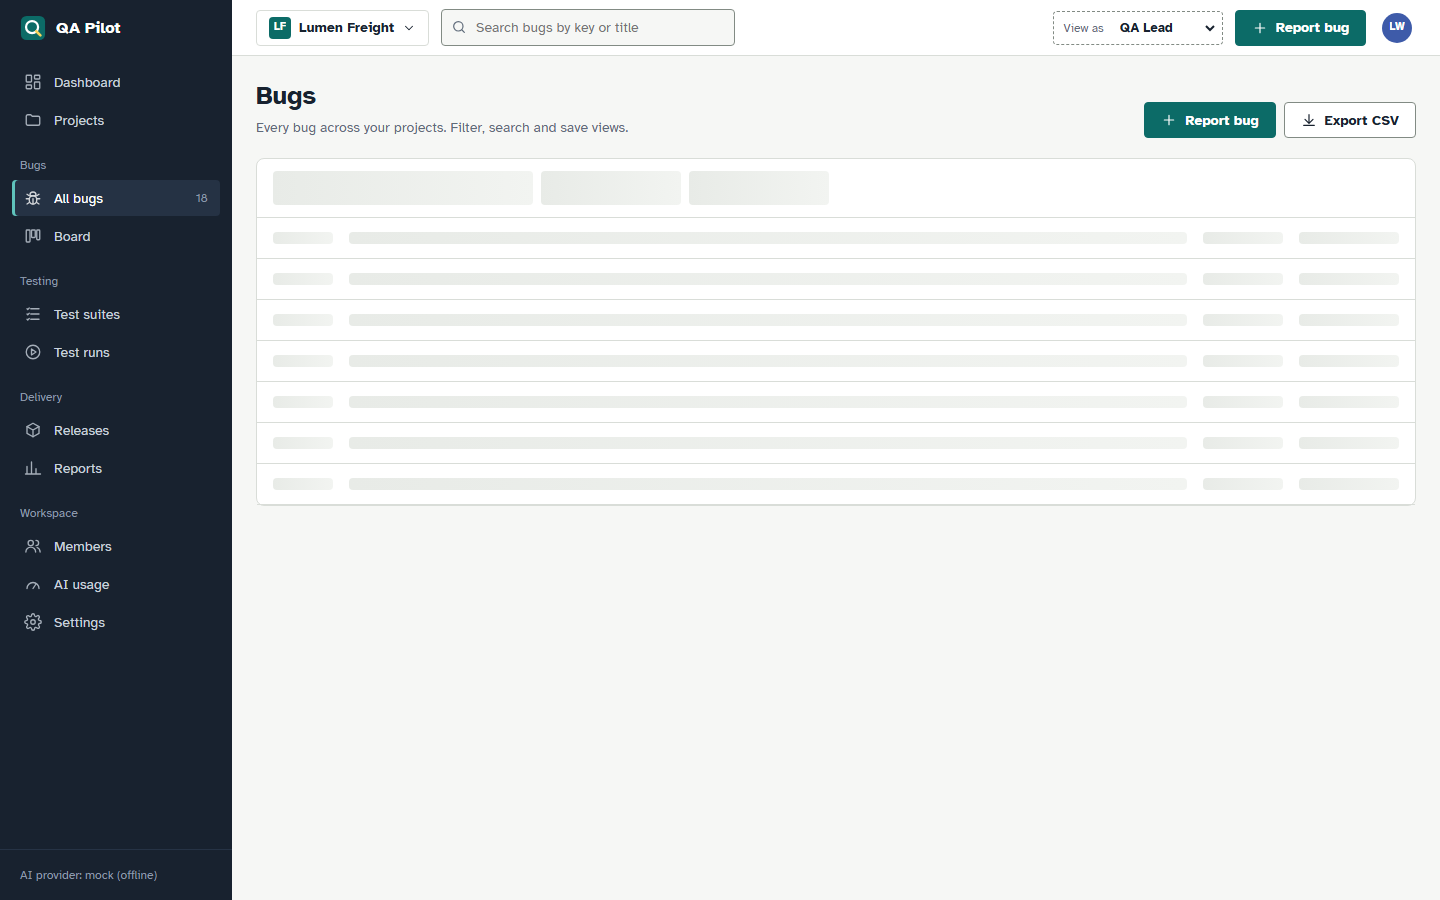 QA Pilot
Dashboard
Projects
Bugs
All bugs 18
Board
Testing
Test suites
Test runs
Delivery
Releases
Reports
Workspace
Members
AI usage
Settings
AI provider: mock (offline)
LF Lumen Freight
Search bugs by key or title
View as QA Lead
Report bug
LW
Bugs
Every bug across your projects. Filter, search and save views.
Report bug
Export CSV